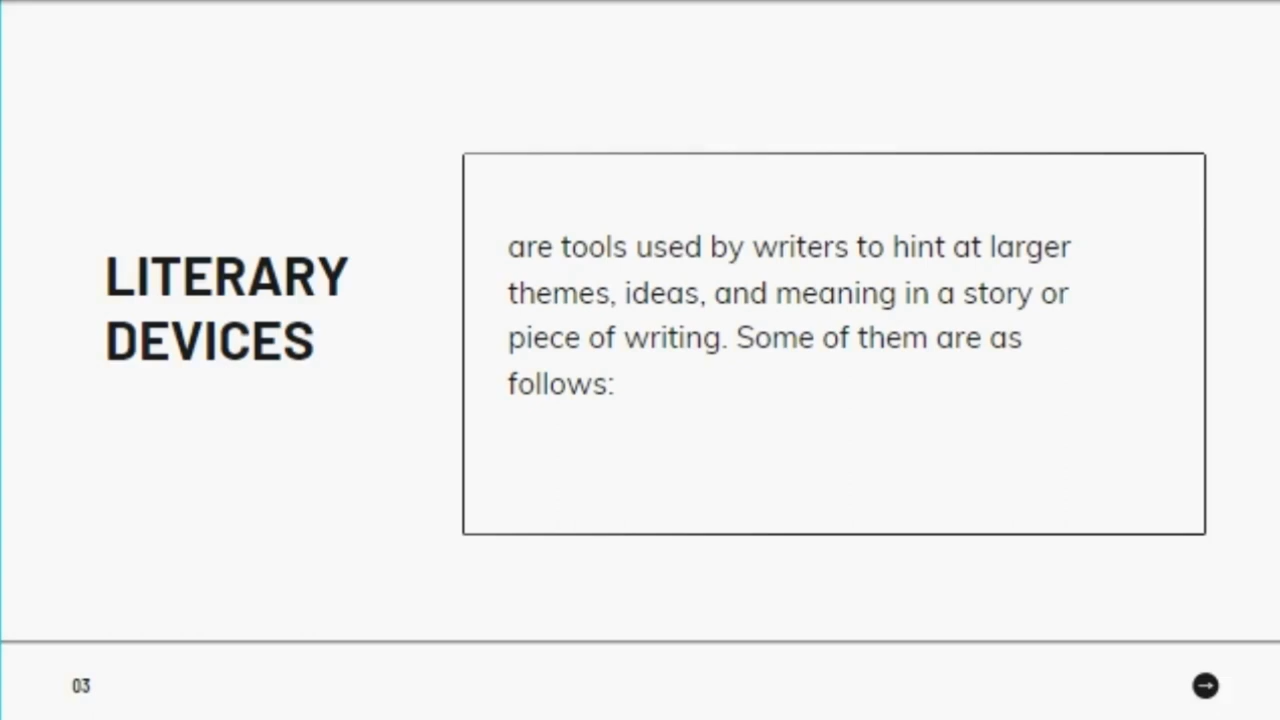 LITERARY
DEVICES
are tools used by writers to hint at larger
themes, ideas, and meaning in a story or
piece of writing. Some of them are as
follows:
03